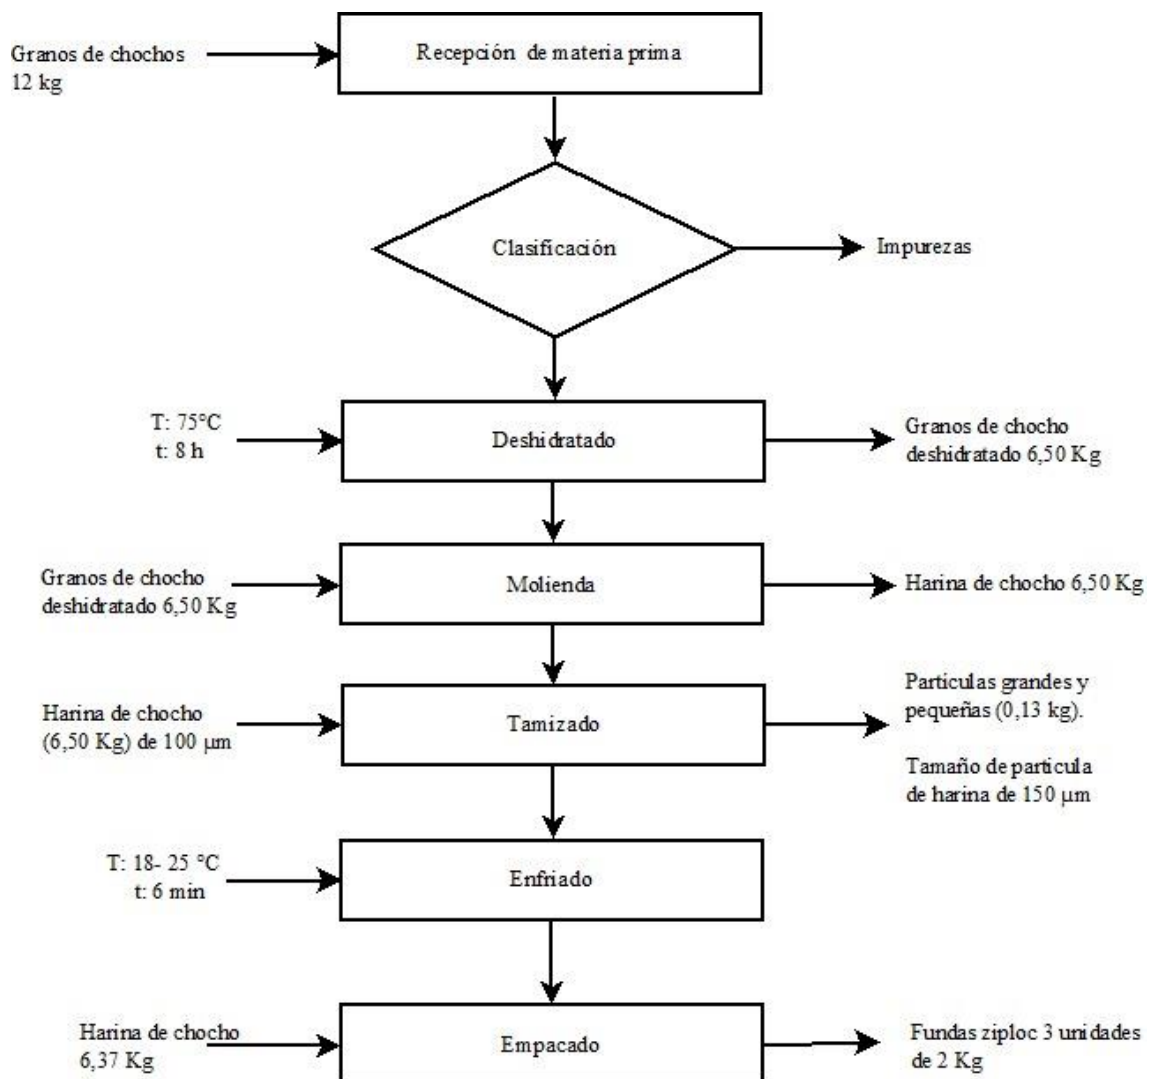 Granos de chochos
12 kg
Recepción de materia prima
Clasificación
Impurezas
T: 75°C
t: 8 h
Deshidratado
Granos de chocho
deshidratado 6,50 Kg
Granos de chocho
deshidratado 6,50 Kg
Molienda
Harina de chocho 6,50 Kg
Harina de chocho
(6,50 Kg) de 100 µm
Tamizado
Particulas grandes y
pequeñas (0,13 kg).
Tamaño de particula
de harina de 150 µm
T: 18- 25 °C
t: 6 min
Enfriado
Harina de chocho
6,37 Kg
Empacado
Fundas ziploc 3 unidades
de 2 Kg